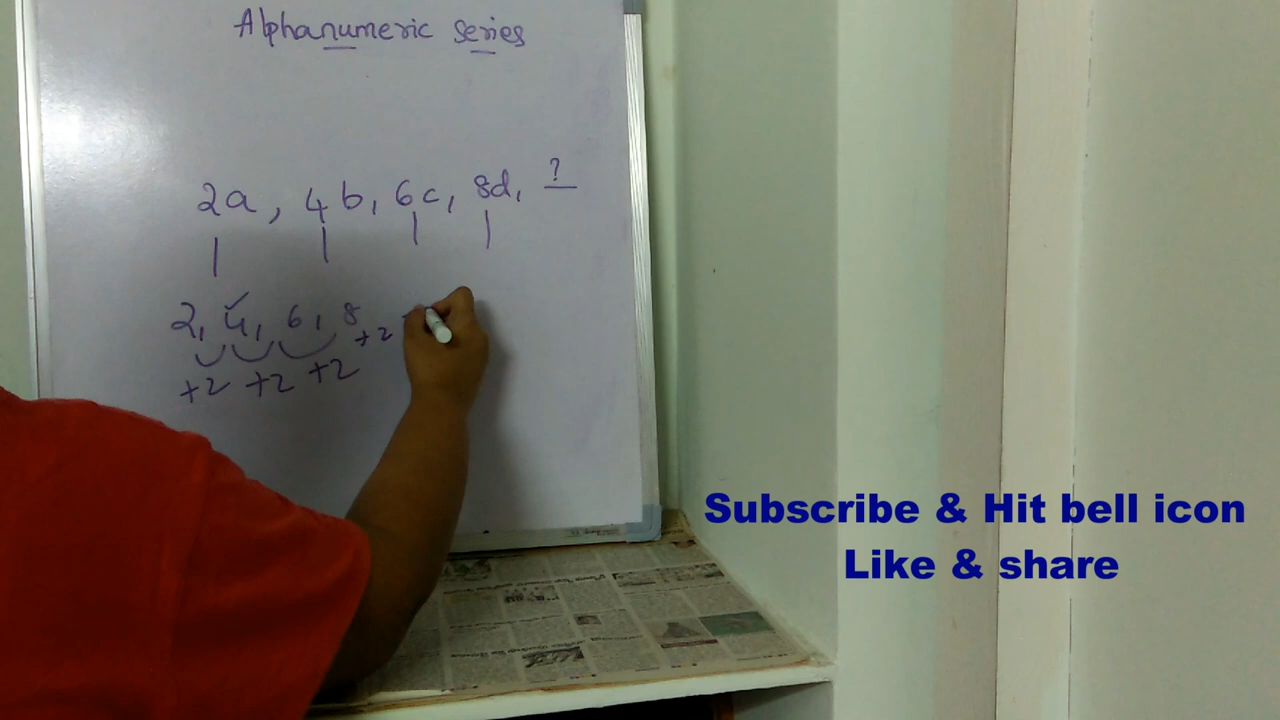 Alphanumeric series
2a, 4b, 6c, 8d, ?
2, 4, 6, 8
+2
+2 +2 +2
Subscribe & Hit bell icon
Like & share